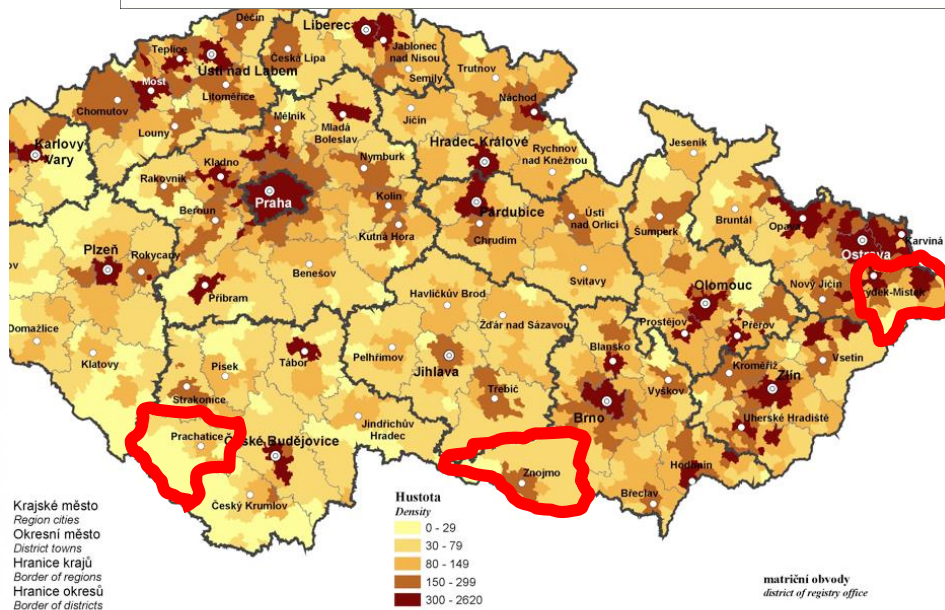 Děčín
Liberec
Teplice
Česká Lípa
Jablonec
nad Nisou
Ústí nad Labem
Most
Semily
Trutnov
Litoměřice
Chomutov
Mělník
Jičín
Náchod
Louny
Mladá
Boleslav
Karlovy
Vary
Hradec Králové
Rychnov
nad Kněžnou
Jeseník
Kladno
Nymburk
Rakovník
Praha
Kolín
Pardubice
Beroun
Ústí
nad Orlicí
Šumperk
Bruntál
Opava
Kutná Hora
Chrudim
Karviná
Plzeň
Rokycany
Ostrava
Benešov
Svitavy
Nový Jičín
Frýdek-Místek
Příbram
Olomouc
Havlíčkův Brod
Domažlice
Žďár nad Sázavou
Prostějov
Přerov
Klatovy
Tábor
Pelhřimov
Blansko
Vsetín
Písek
Jihlava
Kroměříž
Zlín
Strakonice
Třebíč
Vyškov
Brno
Uherské Hradiště
Jindřichův
Hradec
Prachatice
České Budějovice
Znojmo
Hodonín
Břeclav
Český Krumlov
Krajské město
Region cities
Okresní město
District towns
Hranice krajů
Border of regions
Hranice okresů
Border of districts
Hustota
Density
0 - 29
30 - 79
80 - 149
150 - 299
300 - 2620
matriční obvody
district of registry office